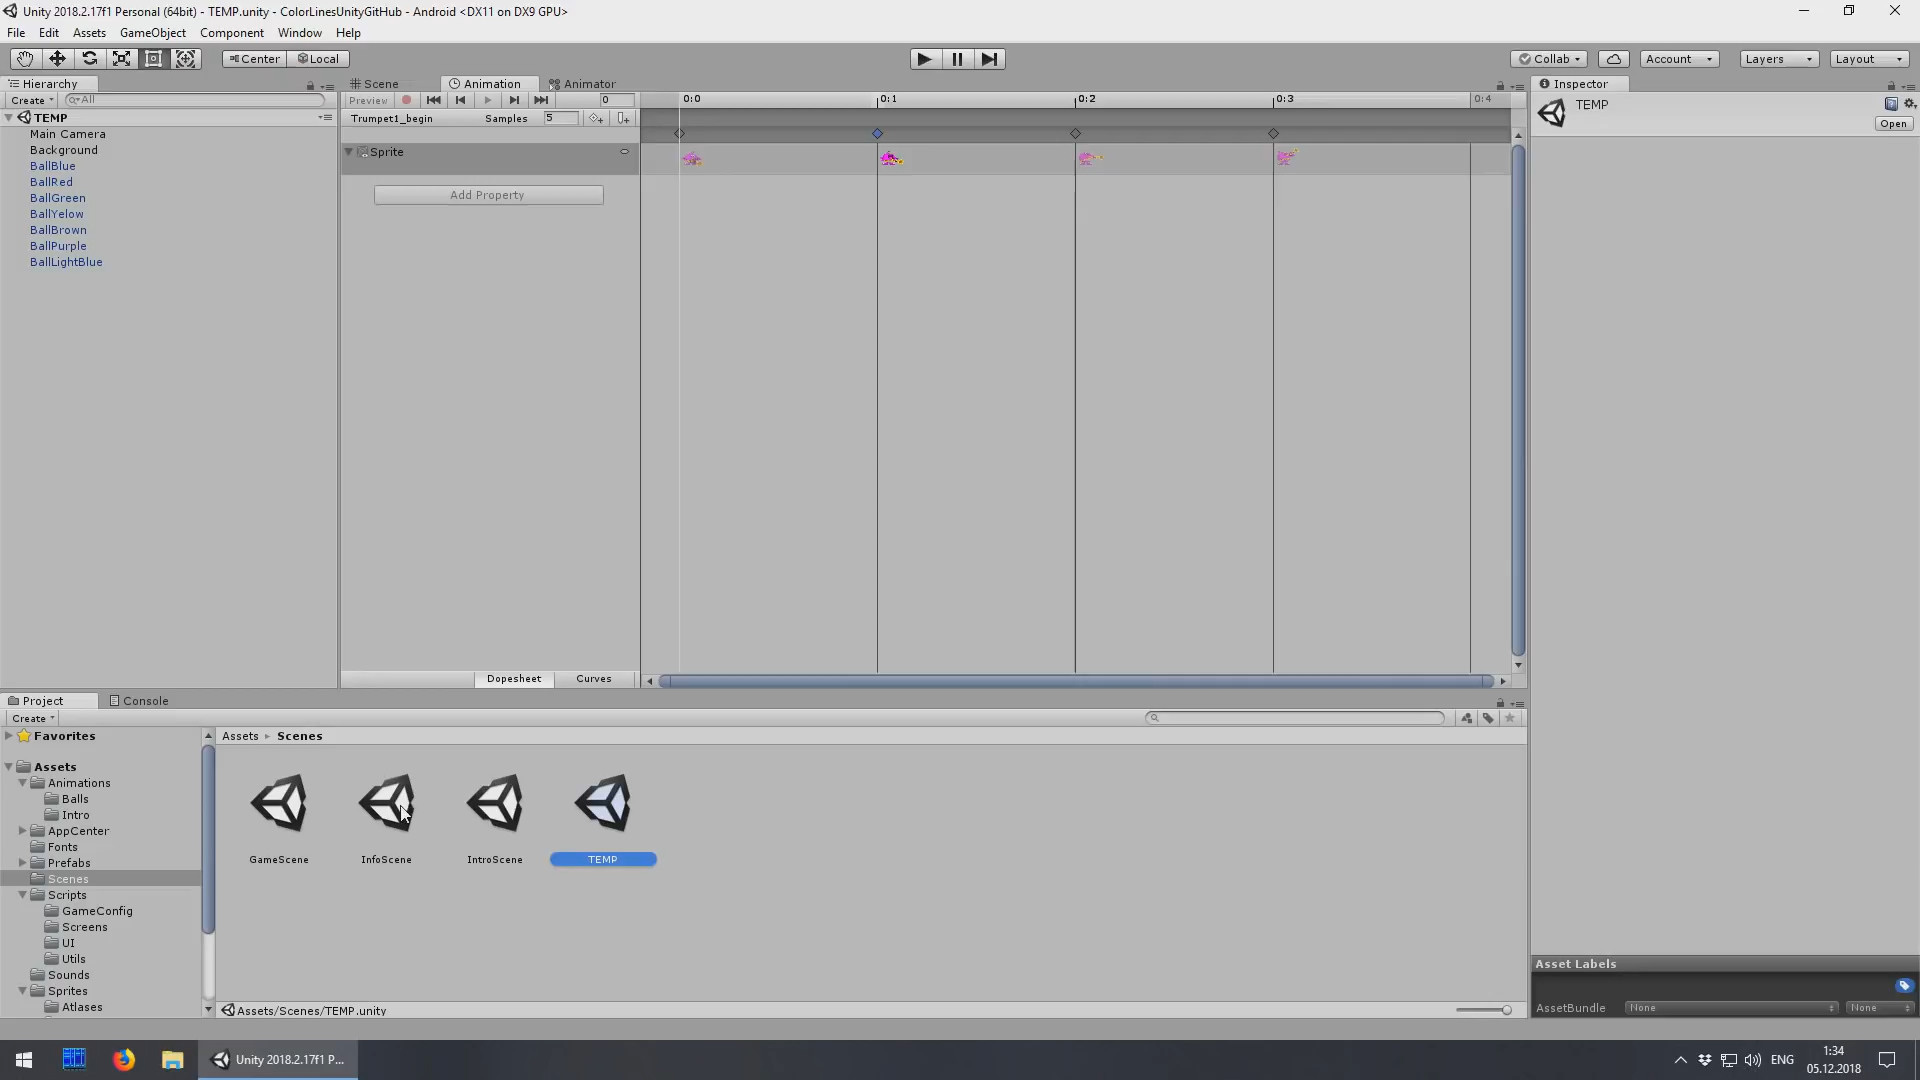 Unity 2018.2.17f1 Personal (64bit) - TEMP.unity - ColorLinesUnityGitHub - Android <DX11 on DX9 GPU>
File Edit Assets GameObject Component Window Help
Center Local Collab Account Layers Layout
Hierarchy
Create All
TEMP
Main Camera
Background
BallBlue
BallRed
BallGreen
BallYelow
BallBrown
BallPurple
BallLightBlue
Scene Animation Animator
Preview 0 0:0 0:1 0:2 0:3 0:4
Trumpet1_begin Samples 5
Sprite
Add Property
Dopesheet Curves
Inspector
TEMP
Open
Project Console
Create
Favorites
Assets
Animations
Balls
Intro
AppCenter
Fonts
Prefabs
Scenes
Scripts
GameConfig
Screens
UI
Utils
Sounds
Sprites
Atlases
Assets Scenes
GameScene InfoScene IntroScene TEMP
Assets/Scenes/TEMP.unity
Asset Labels
AssetBundle None None
Unity 2018.2.17f1 P...
ENG
1:34
05.12.2018